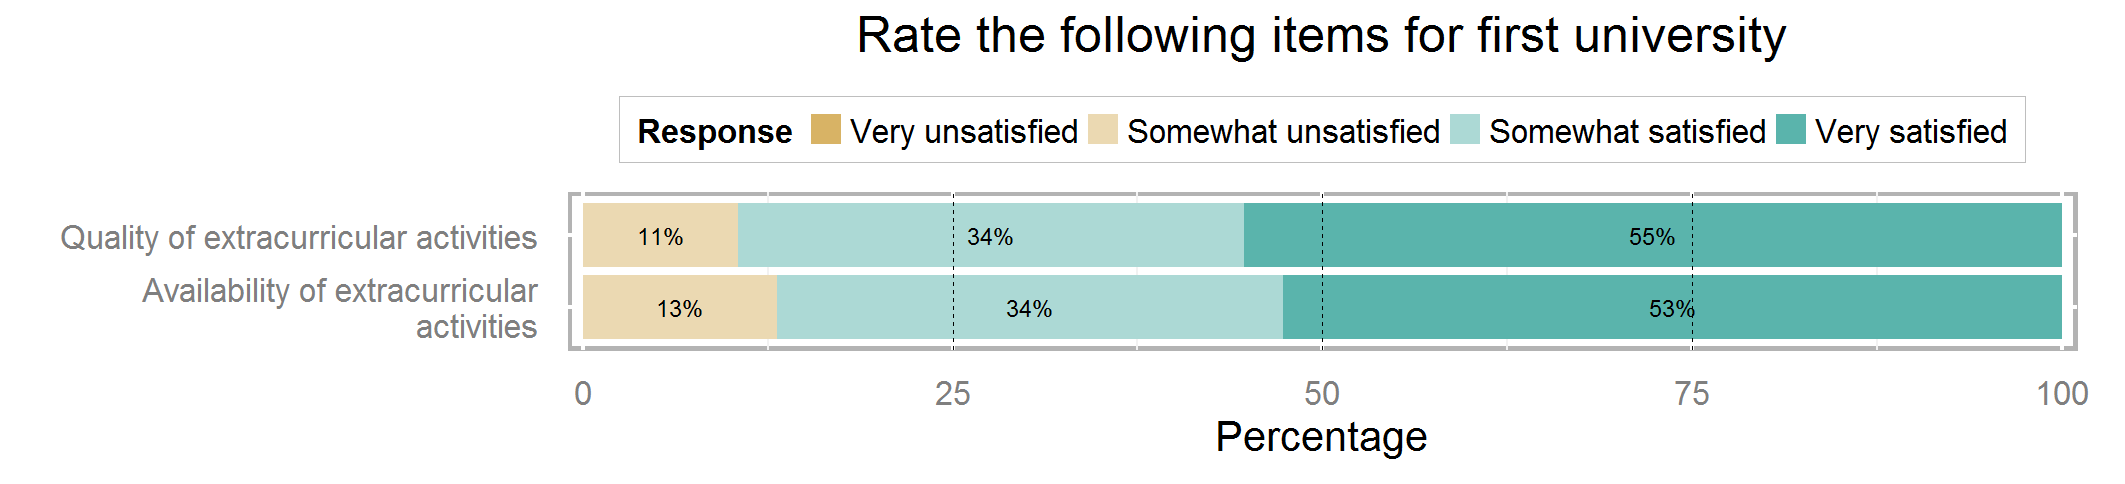 Rate the following items for first university
Response Very unsatisfied Somewhat unsatisfied Somewhat satisfied Very satisfied
Quality of extracurricular activities 11% 34% 55%
Availability of extracurricular
activities
13% 34% 53%
0 25 50 75 100
Percentage